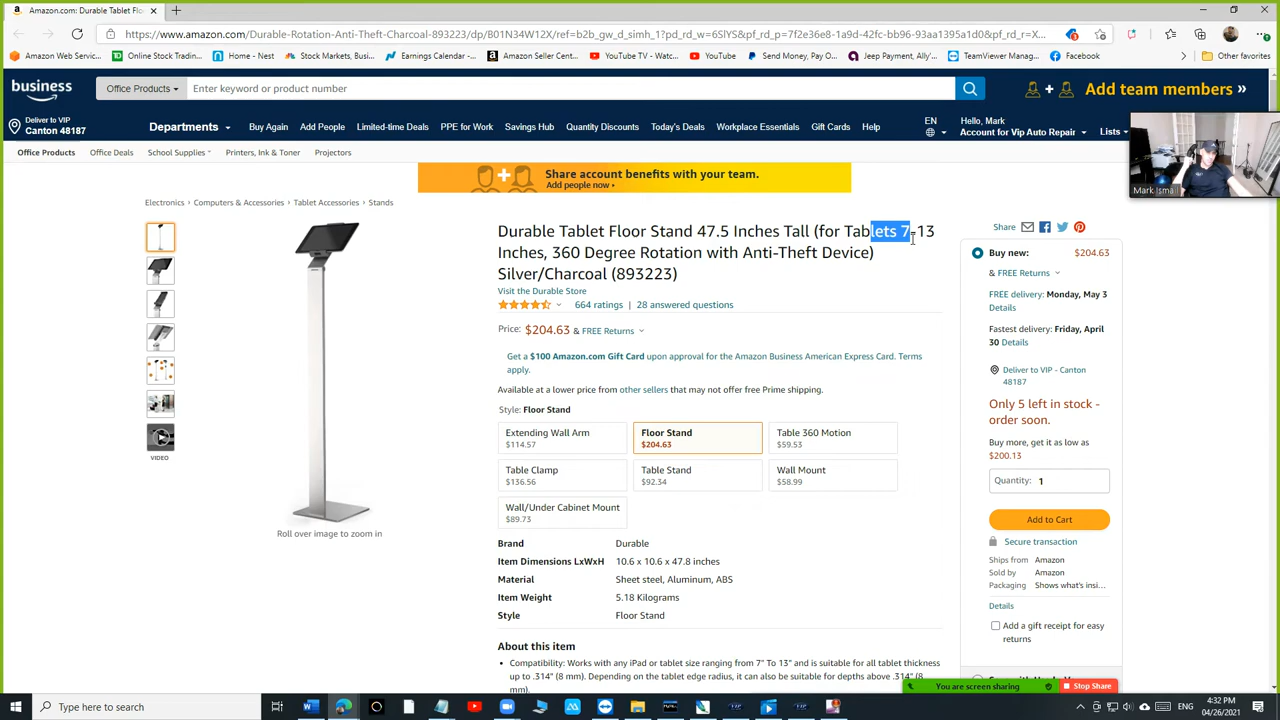 Durable Tablet Flo
https://www.amazon.com/Durable-Rotation-Anti-Theft-Charcoal-893223/dp/B01N34W12X/ref=b2b_gw_d_simh_1?pd_rd_w=6SIYS&pf_rd_p=7f2e36e8-1a9d-42fc-bb96-93aa1395a1d0&pf_rd_r=X...
Amazon Web Servic...
Online Stock Tradin...
Home - Nest
Stock Markets, Busi...
Earnings Calendar -...
Amazon Seller Cent...
YouTube TV - Watc...
YouTube
Send Money, Pay O...
Jeep Payment, Ally'...
TeamViewer Manag...
Facebook
Other favorites
business
Office Products
Enter keyword or product number
Add team members »
Deliver to VIP
Canton 48187
Departments
Buy Again
Add People
Limited-time Deals
PPE for Work
Savings Hub
Quantity Discounts
Today's Deals
Workplace Essentials
Gift Cards
Help
EN
Hello, Mark
Account for Vip Auto Repair
Lists
Office Products
Office Deals
School Supplies
Printers, Ink & Toner
Projectors
Mark Ismail
Share account benefits with your team.
Add people now ▸
Electronics › Computers & Accessories › Tablet Accessories › Stands
VIDEO
Roll over image to zoom in
Durable Tablet Floor Stand 47.5 Inches Tall (for Tablets 7-13
Inches, 360 Degree Rotation with Anti-Theft Device)
Silver/Charcoal (893223)
Visit the Durable Store
664 ratings | 28 answered questions
Price: $204.63 & FREE Returns
Get a $100 Amazon.com Gift Card upon approval for the Amazon Business American Express Card. Terms
apply.
Available at a lower price from other sellers that may not offer free Prime shipping.
Style: Floor Stand
Extending Wall Arm
$114.57
Floor Stand
$204.63
Table 360 Motion
$59.53
Table Clamp
$136.56
Table Stand
$92.34
Wall Mount
$58.99
Wall/Under Cabinet Mount
$89.73
Brand Durable
Item Dimensions LxWxH 10.6 x 10.6 x 47.8 inches
Material Sheet steel, Aluminum, ABS
Item Weight 5.18 Kilograms
Style Floor Stand
About this item
• Compatibility: Works with any iPad or tablet size ranging from 7" To 13" and is suitable for all tablet thickness
up to .314" (8 mm). Depending on the tablet edge radius, it can also be suitable for depths above .314" (8
mm).
Share
Buy new: $204.63
& FREE Returns
FREE delivery: Monday, May 3
Details
Fastest delivery: Friday, April
30 Details
Deliver to VIP - Canton
48187
Only 5 left in stock -
order soon.
Buy more, get it as low as
$200.13
Quantity: 1
Add to Cart
Secure transaction
Ships from Amazon
Sold by Amazon
Packaging Shows what's insi...
Details
Add a gift receipt for easy
returns
You are screen sharing
Stop Share
Type here to search
4:32 PM
04/26/2021